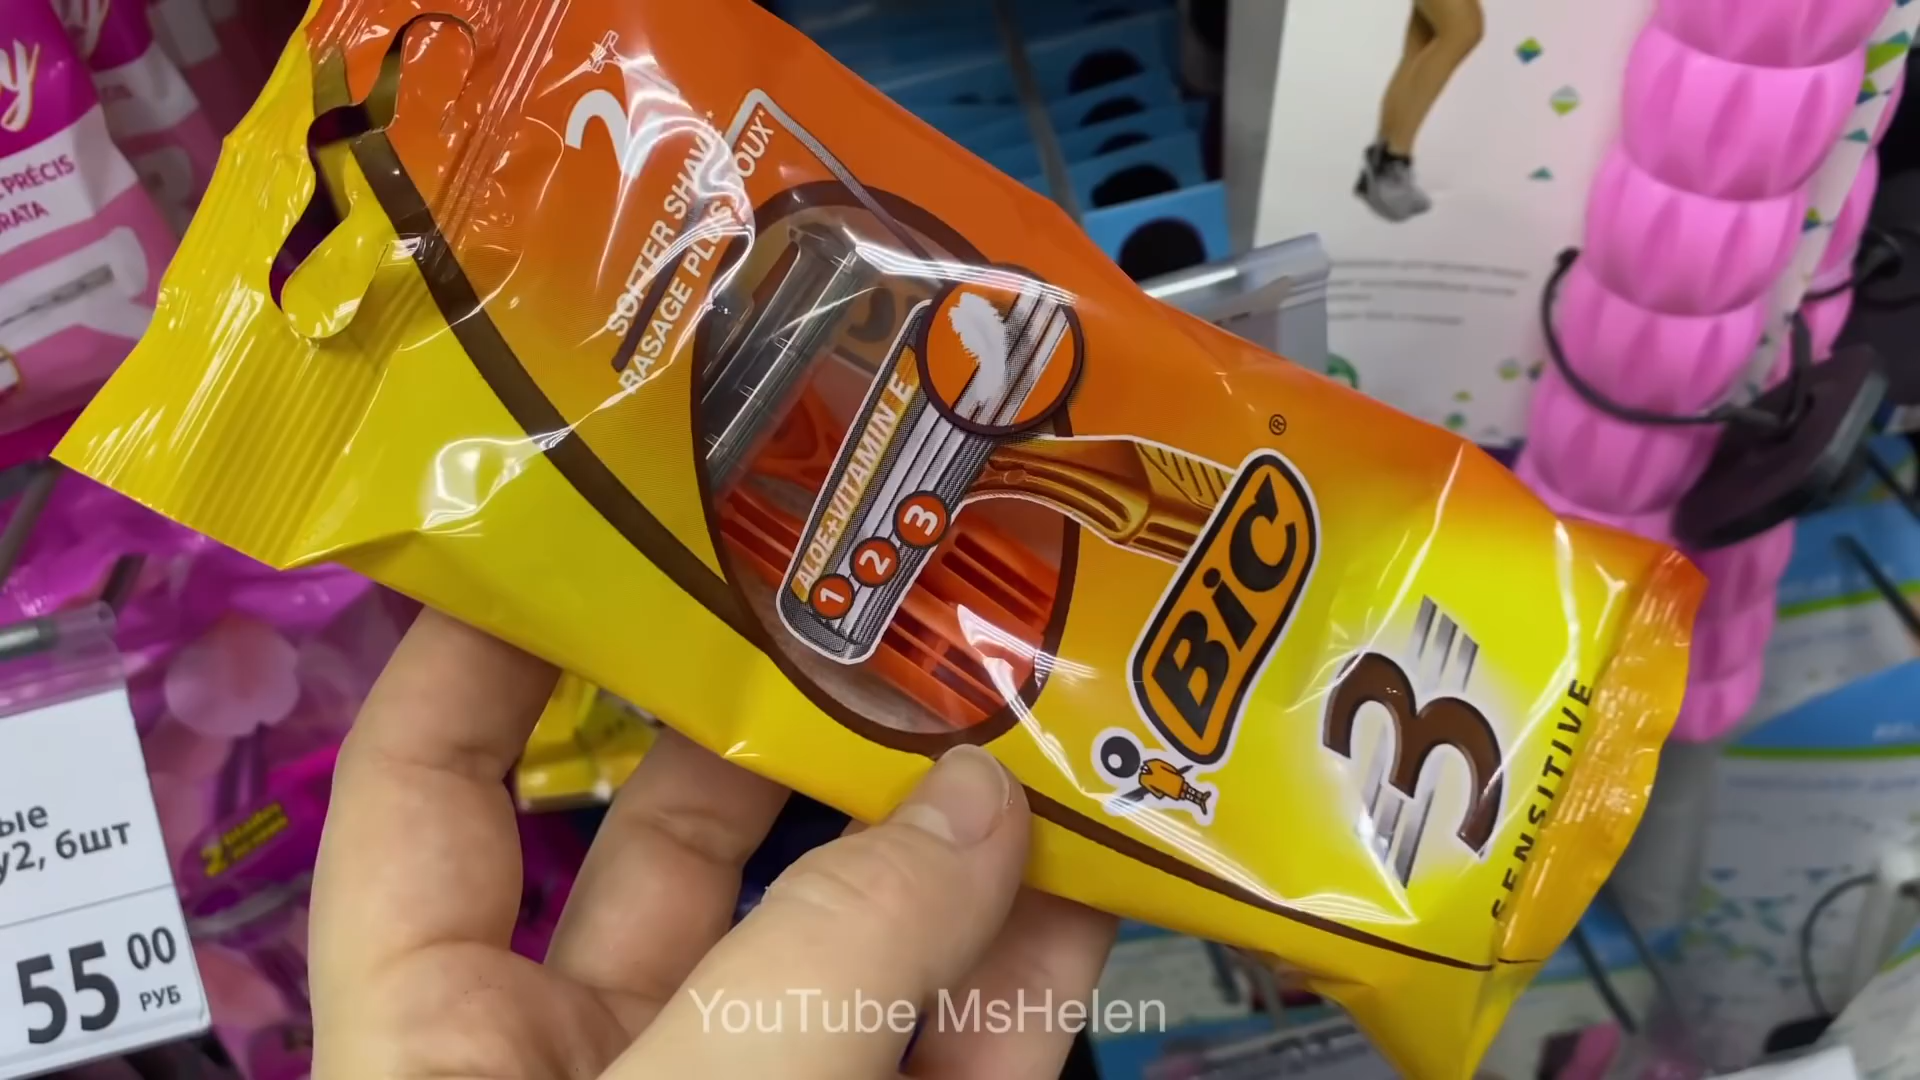 PRÉCIS
2
SOFTER SHAVE*
RASAGE PLUS DOUX*
ALOE+VITAMIN E
1 2 3
BIC®
3
SENSITIVE
ые
у2, 6шт
55 00
РУБ
YouTube MsHelen